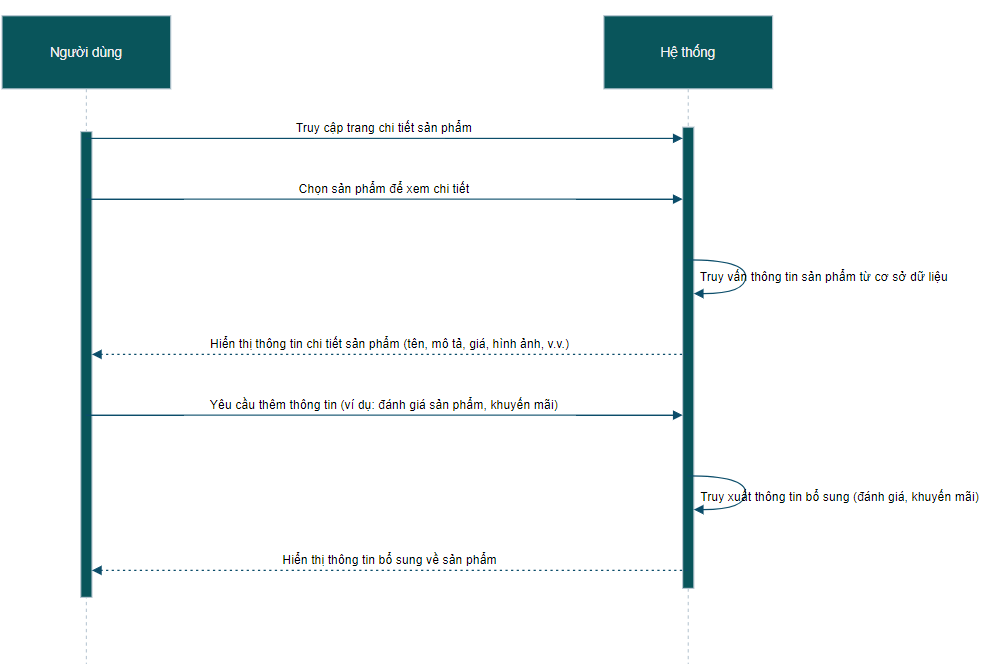 Người dùng
Hệ thống
Truy cập trang chi tiết sản phẩm
Chọn sản phẩm để xem chi tiết
Truy vấn thông tin sản phẩm từ cơ sở dữ liệu
Hiển thị thông tin chi tiết sản phẩm (tên, mô tả, giá, hình ảnh, v.v.)
Yêu cầu thêm thông tin (ví dụ: đánh giá sản phẩm, khuyến mãi)
Truy xuất thông tin bổ sung (đánh giá, khuyến mãi)
Hiển thị thông tin bổ sung về sản phẩm